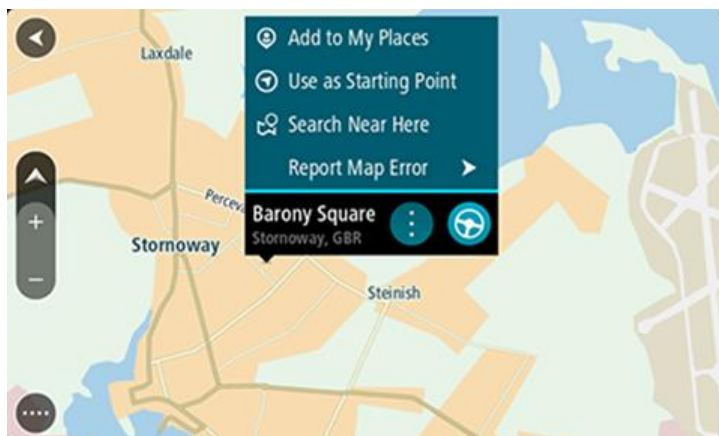 Laxdale
Add to My Places
Use as Starting Point
Search Near Here
Report Map Error
Barony Square
Stornoway, GBR
Stornoway
Steinish